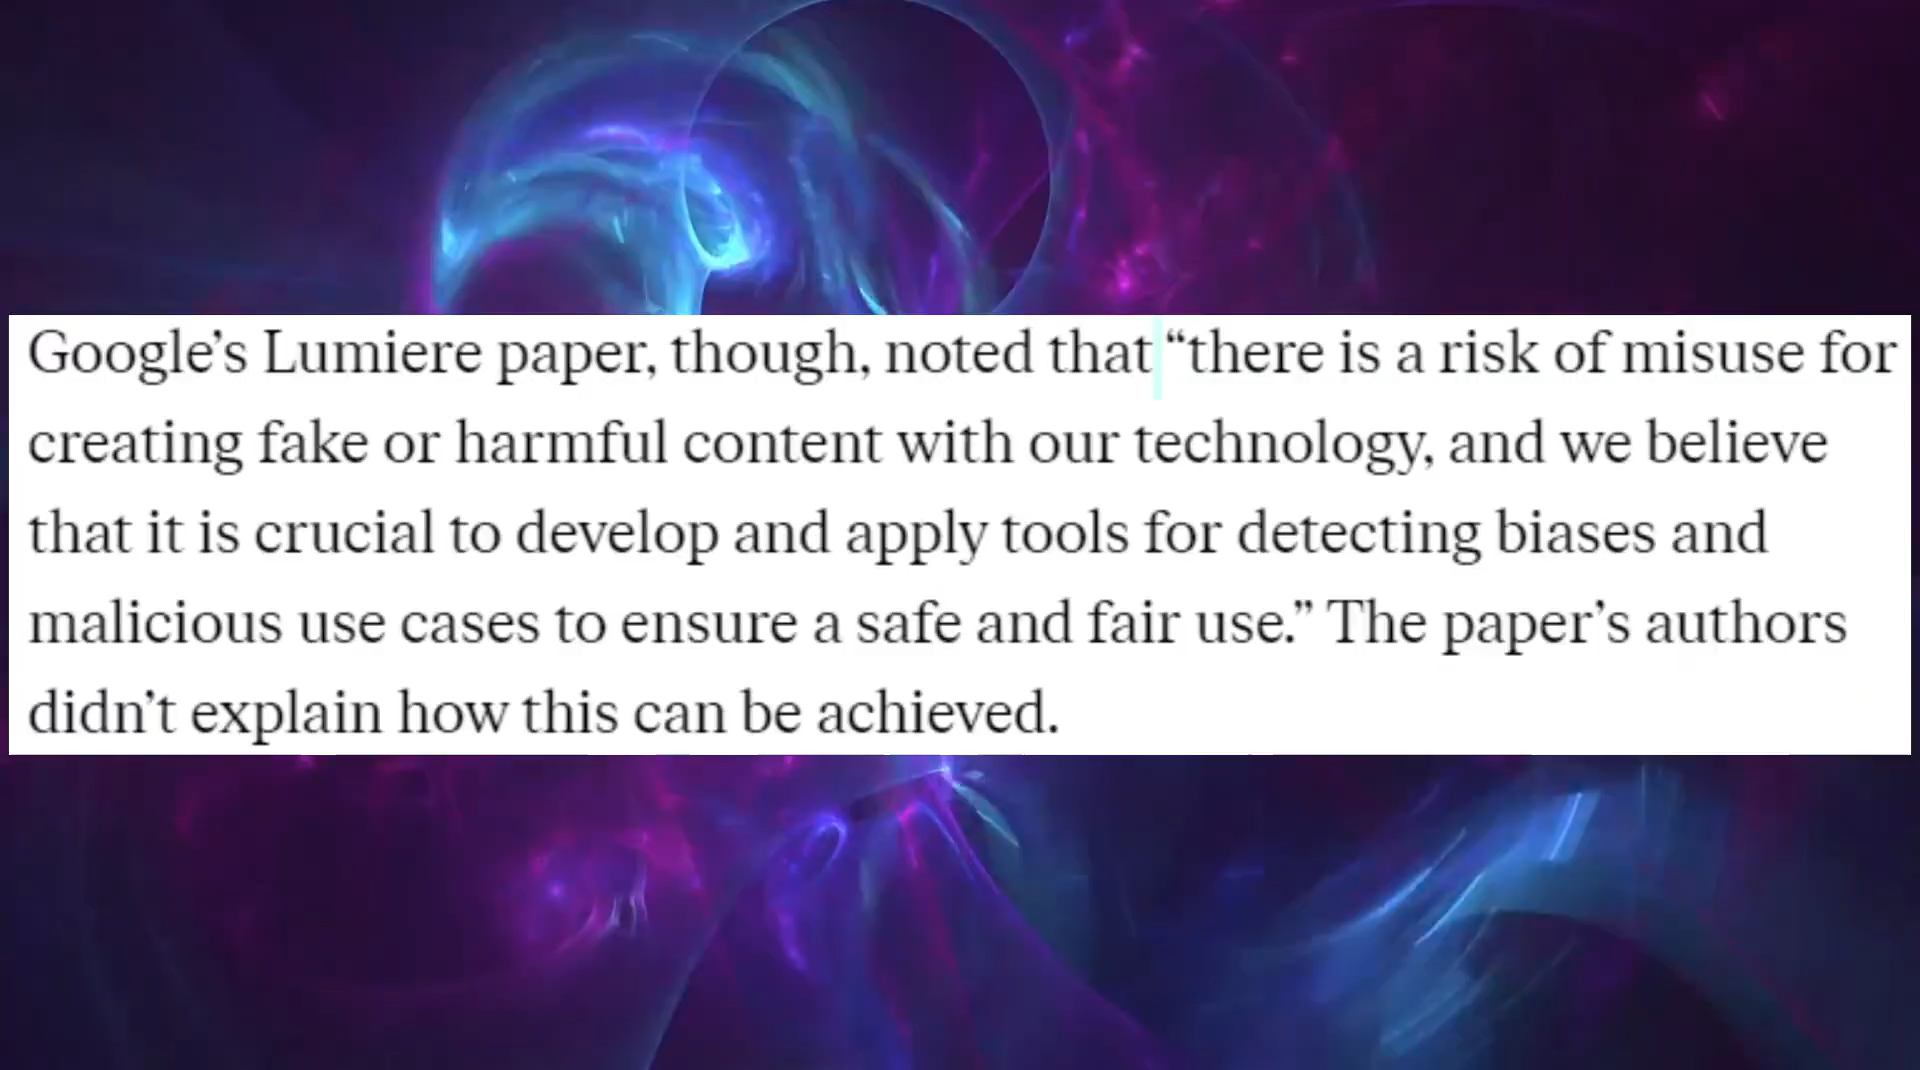 Google’s Lumiere paper, though, noted that “there is a risk of misuse for
creating fake or harmful content with our technology, and we believe
that it is crucial to develop and apply tools for detecting biases and
malicious use cases to ensure a safe and fair use.” The paper’s authors
didn’t explain how this can be achieved.